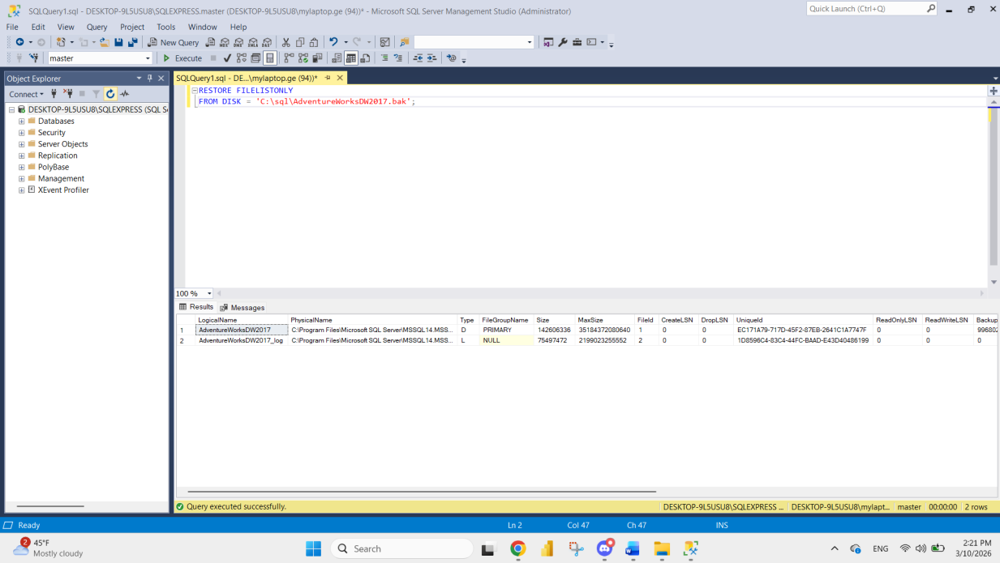 SQLQuery1.sql - DESKTOP-9L5USU8\SQLEXPRESS.master (DESKTOP-9L5USU8\mylaptop.ge (94))* - Microsoft SQL Server Management Studio (Administrator)
Quick Launch (Ctrl+Q)
File Edit View Query Project Tools Window Help
New Query
master Execute
Object Explorer
SQLQuery1.sql - DE...\mylaptop.ge (94))*
Connect
DESKTOP-9L5USU8\SQLEXPRESS (SQL S
Databases
Security
Server Objects
Replication
PolyBase
Management
XEvent Profiler
RESTORE FILELISTONLY
FROM DISK = 'C:\sql\AdventureWorksDW2017.bak';
100 %
Results Messages
LogicalName PhysicalName Type FileGroupName Size MaxSize FileId CreateLSN DropLSN UniqueId ReadOnlyLSN ReadWriteLSN Backup
1 AdventureWorksDW2017 C:\Program Files\Microsoft SQL Server\MSSQL14.MSS... D PRIMARY 142606336 35184372080640 1 0 0 EC171A79-717D-45F2-87EB-2641C1A7747F 0 0 996802
2 AdventureWorksDW2017_log C:\Program Files\Microsoft SQL Server\MSSQL14.MSS... L NULL 75497472 2199023255552 2 0 0 1D8596C4-83C4-44FC-BAAD-E43D40486199 0 0 0
Query executed successfully. DESKTOP-9L5USU8\SQLEXPRESS ... DESKTOP-9L5USU8\mylapt... master 00:00:00 2 rows
Ready Ln 2 Col 47 Ch 47 INS
2
45°F
Mostly cloudy
Search
ENG
2:21 PM
3/10/2026